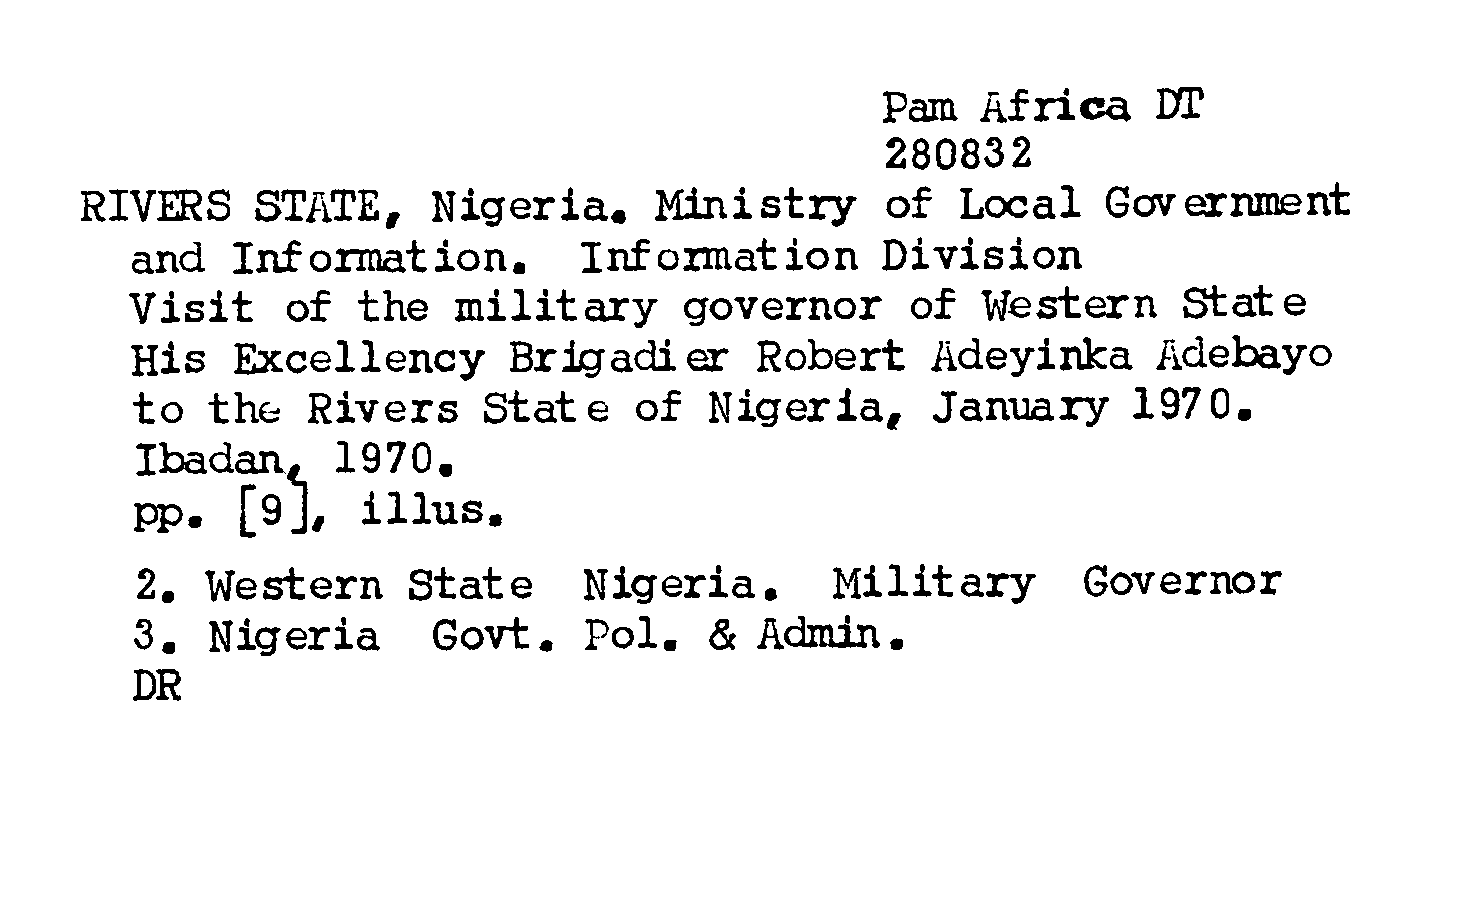 Pam Africa DT
280832
RIVERS STATE, Nigeria. Ministry of Local Government
and Information. Information Division
Visit of the military governor of Western State
His Excellency Brigadier Robert Adeyinka Adebayo
to the Rivers State of Nigeria, January 1970.
Ibadan, 1970.
pp. [9], illus.
2. Western State Nigeria. Military Governor
3. Nigeria Govt. Pol. & Admin.
DR